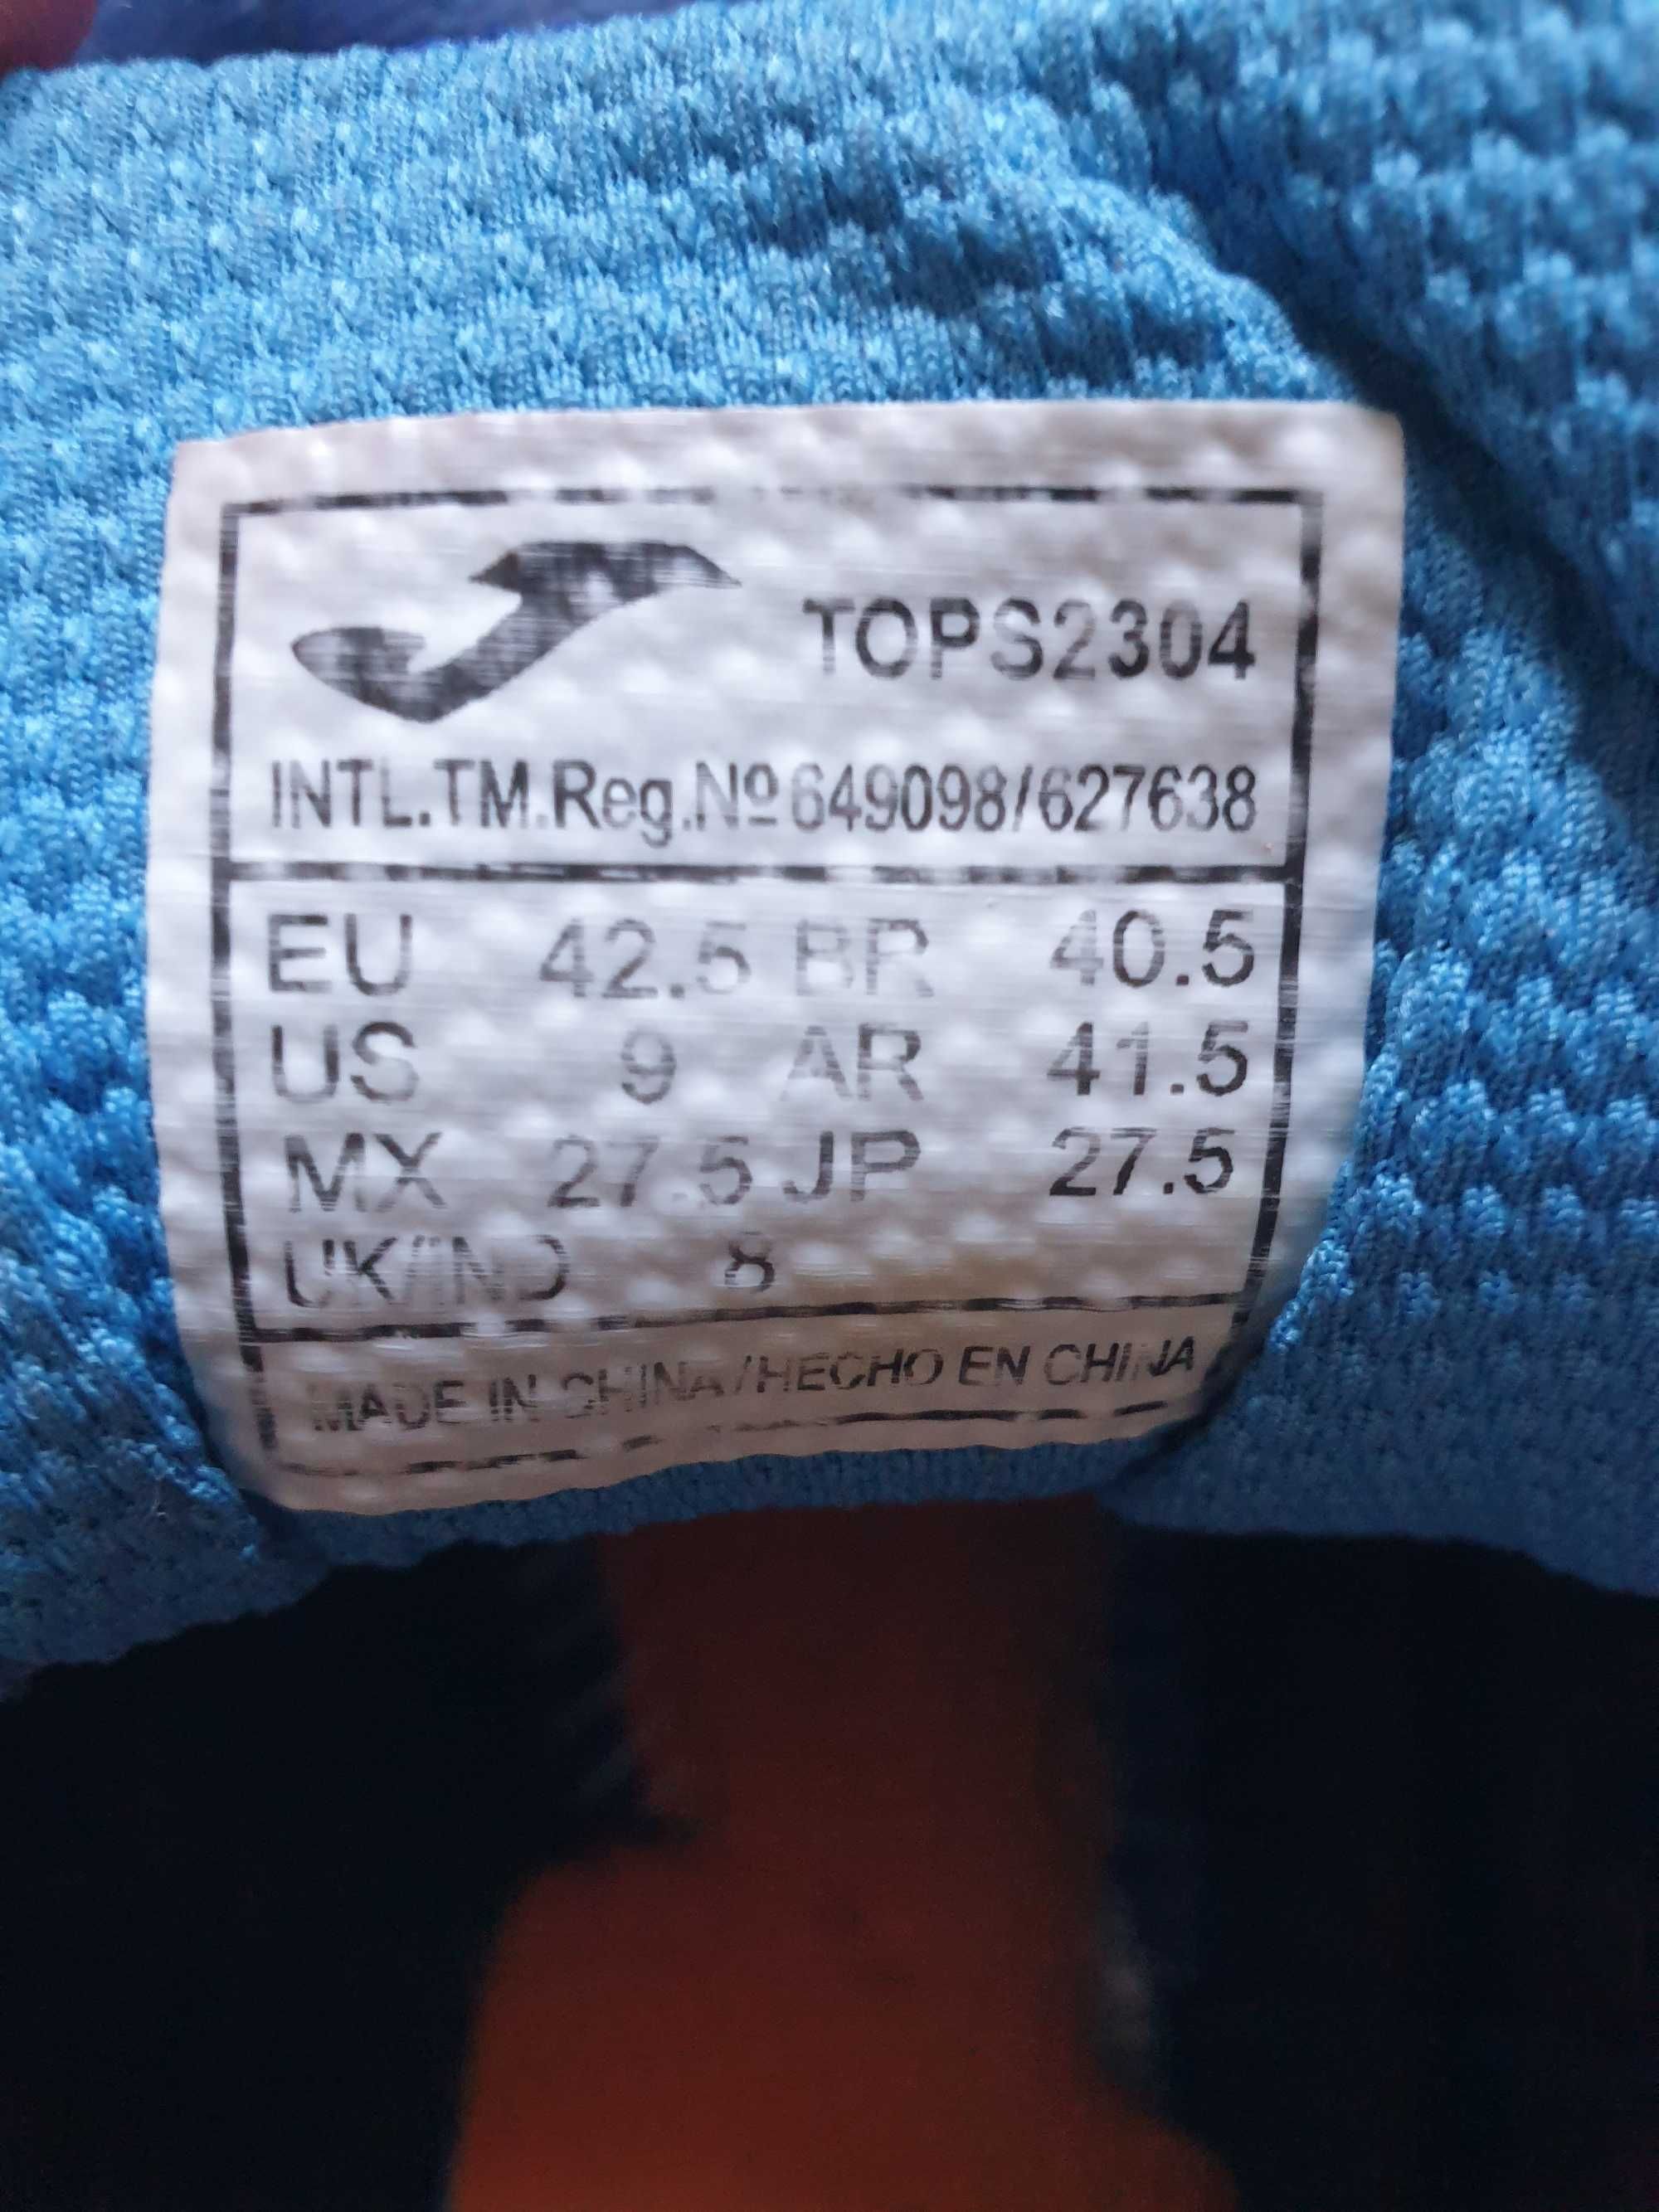 TOPS2304
INTL.TM.Reg.Nº649098/627638
EU 42.5 BR 40.5
US 9 AR 41.5
MX 27.5 JP 27.5
UK/IND 8
MADE IN CHINA/HECHO EN CHINA